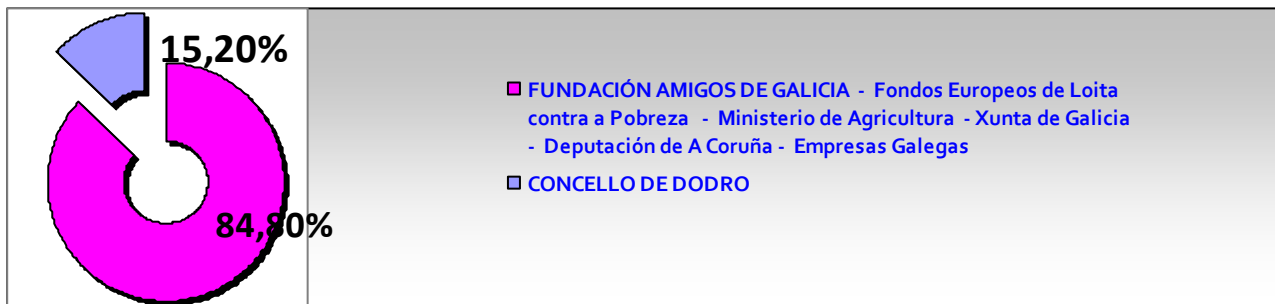 15,20%
84,80%
FUNDACIÓN AMIGOS DE GALICIA - Fondos Europeos de Loita
contra a Pobreza - Ministerio de Agricultura - Xunta de Galicia
- Deputación de A Coruña - Empresas Galegas
CONCELLO DE DODRO